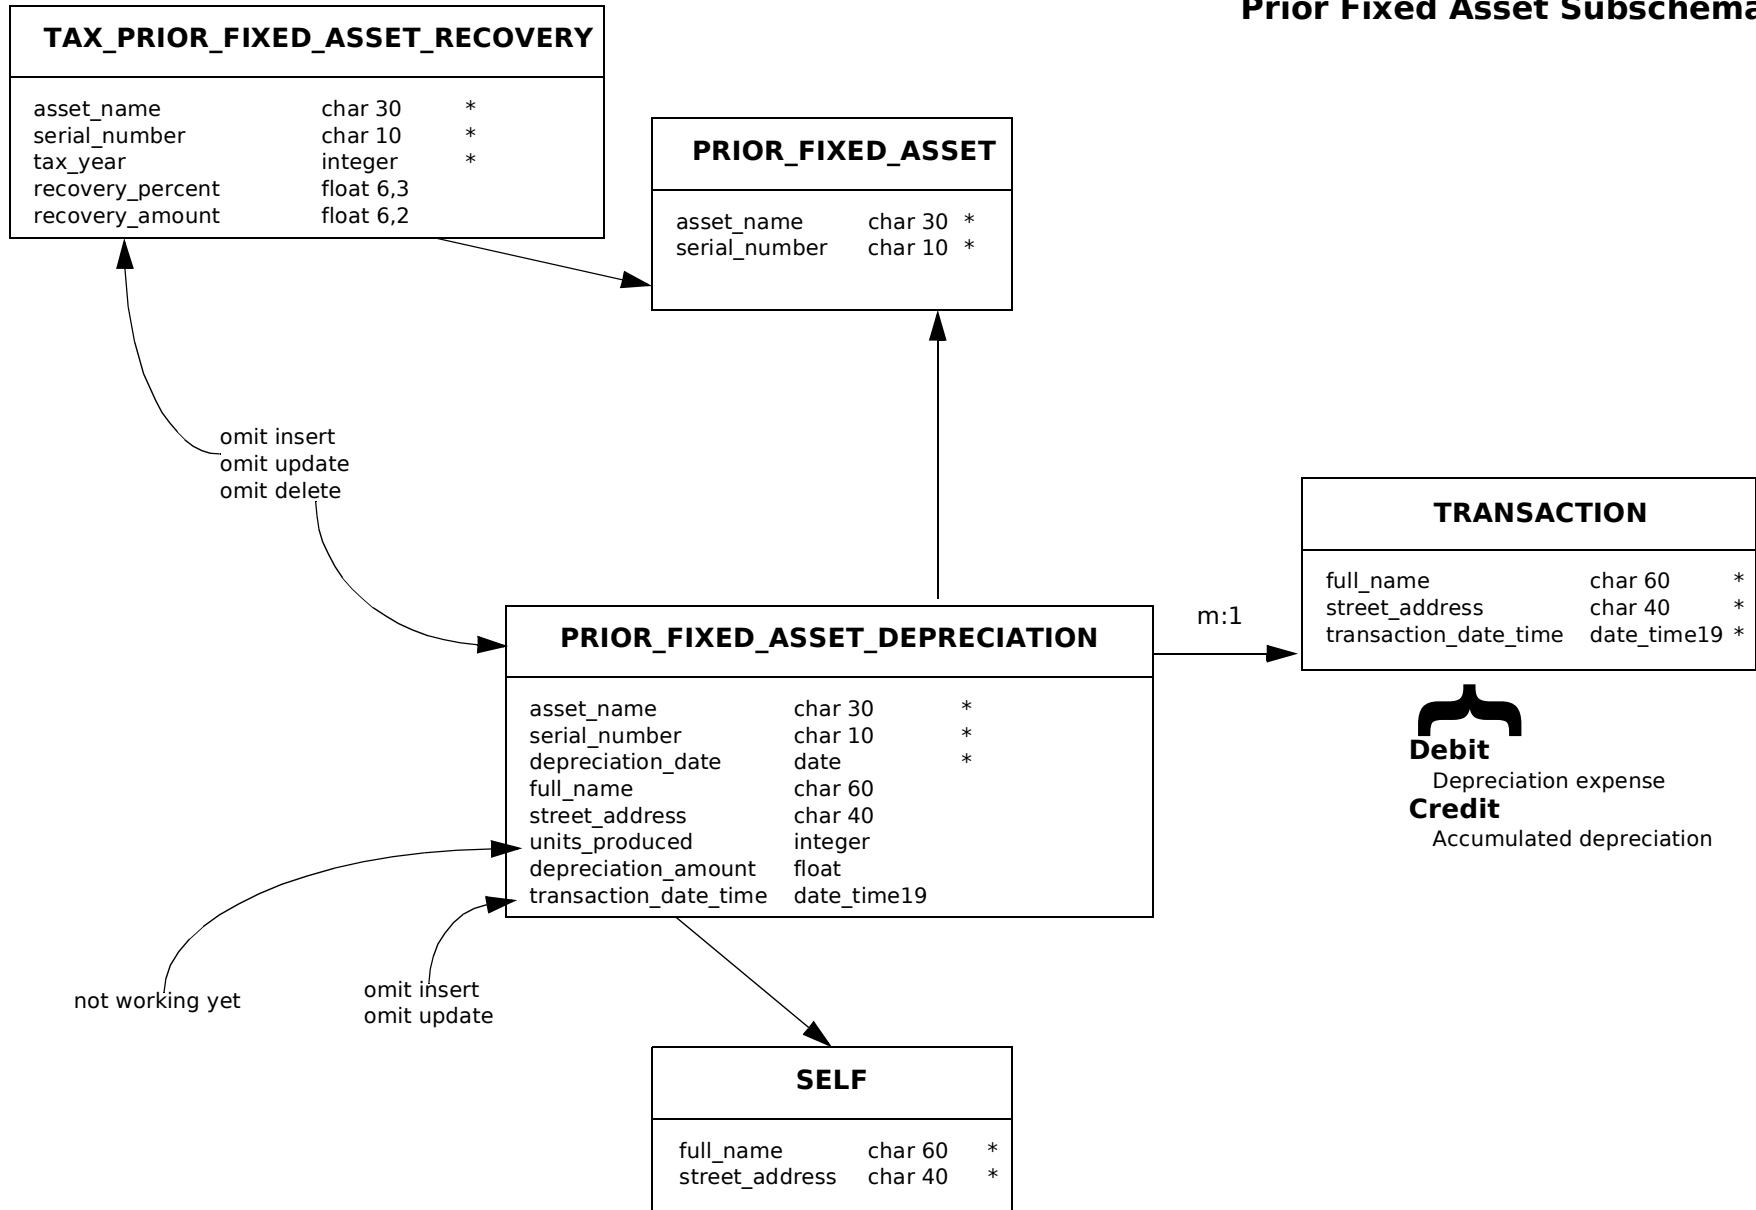 Prior Fixed Asset Subschema
TAX_PRIOR_FIXED_ASSET_RECOVERY
asset_name char 30 *
serial_number char 10 *
tax_year integer *
recovery_percent float 6,3
recovery_amount float 6,2
PRIOR_FIXED_ASSET
asset_name char 30 *
serial_number char 10 *
omit insert
omit update
omit delete
TRANSACTION
full_name char 60 *
street_address char 40 *
transaction_date_time date_time19 *
m:1
PRIOR_FIXED_ASSET_DEPRECIATION
asset_name char 30 *
serial_number char 10 *
depreciation_date date *
full_name char 60
street_address char 40
units_produced integer
depreciation_amount float
transaction_date_time date_time19
{
Debit
Depreciation expense
Credit
Accumulated depreciation
not working yet
omit insert
omit update
SELF
full_name char 60 *
street_address char 40 *